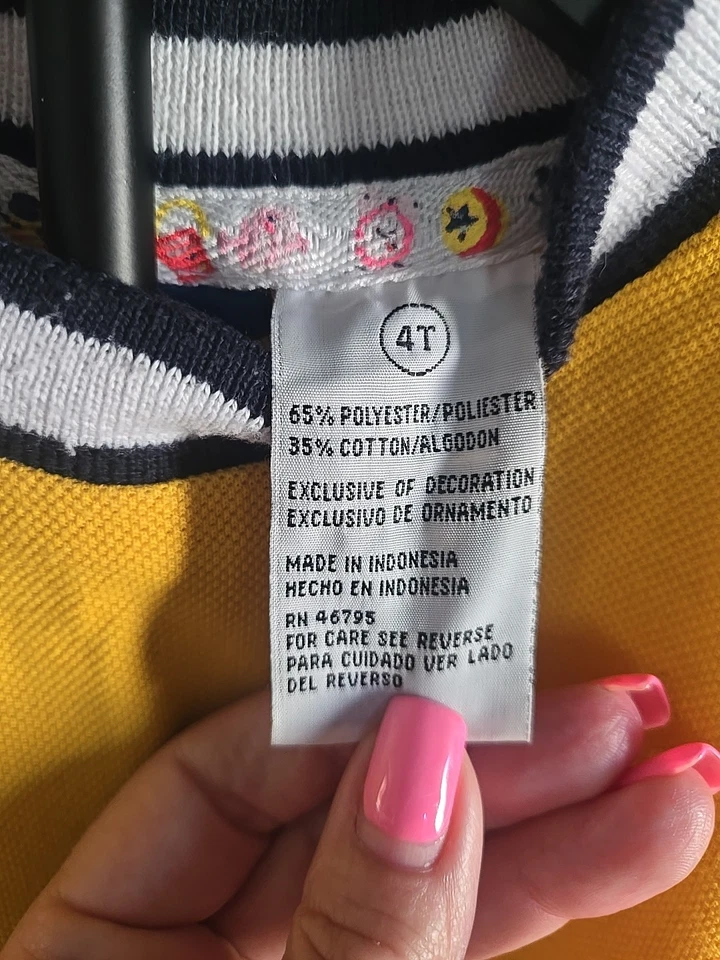 4T
65% POLYESTER/POLIESTER
35% COTTON/ALGODON
EXCLUSIVE OF DECORATION
EXCLUSIVO DE ORNAMENTO
MADE IN INDONESIA
HECHO EN INDONESIA
RN 46795
FOR CARE SEE REVERSE
PARA CUIDADO VER LADO
DEL REVERSO